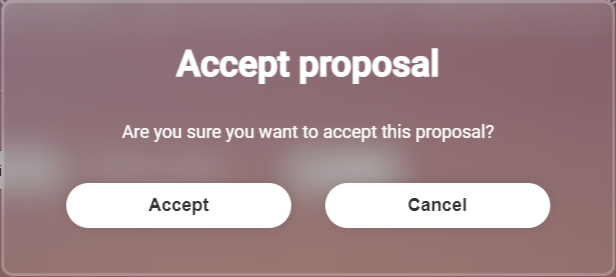 Accept proposal
Are you sure you want to accept this proposal?
Accept Cancel